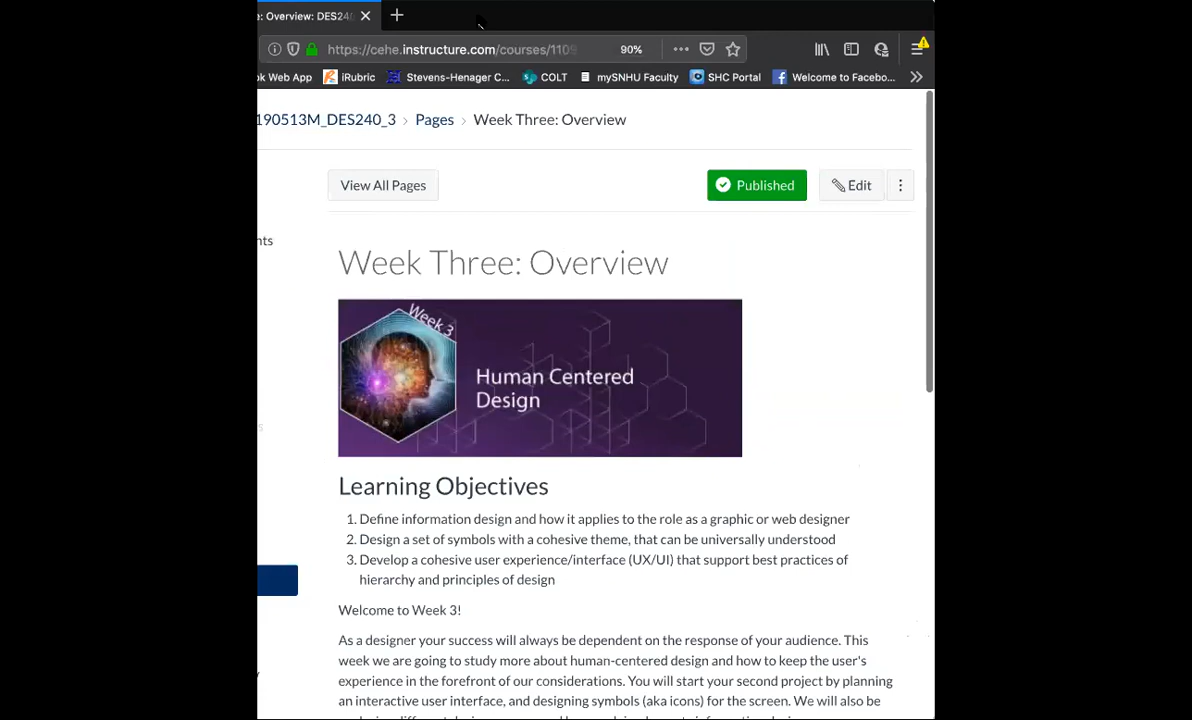 e: Overview: DES240
https://cehe.instructure.com/courses/1109
90%
ok Web App
iRubric
Stevens-Henager C...
COLT
mySNHU Faculty
SHC Portal
Welcome to Facebo...
190513M_DES240_3 › Pages › Week Three: Overview
View All Pages
Published
Edit
nts
Week Three: Overview
Week 3
Human Centered
Design
Learning Objectives
1. Define information design and how it applies to the role as a graphic or web designer
2. Design a set of symbols with a cohesive theme, that can be universally understood
3. Develop a cohesive user experience/interface (UX/UI) that support best practices of
hierarchy and principles of design
Welcome to Week 3!
As a designer your success will always be dependent on the response of your audience. This
week we are going to study more about human-centered design and how to keep the user's
experience in the forefront of our considerations. You will start your second project by planning
an interactive user interface, and designing symbols (aka icons) for the screen. We will also be